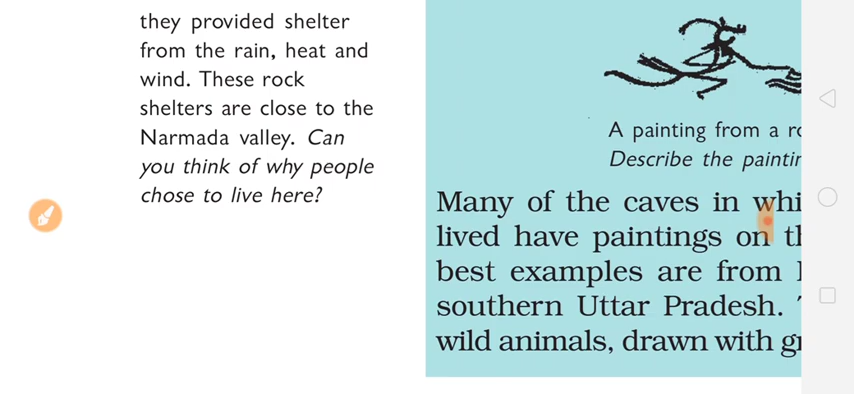 they provided shelter
from the rain, heat and
wind. These rock
shelters are close to the
Narmada valley. Can
you think of why people
chose to live here?
A painting from a
Describe the
Many of the caves in
lived have paintings on
best examples are from
southern Uttar Pradesh.
wild animals, drawn with